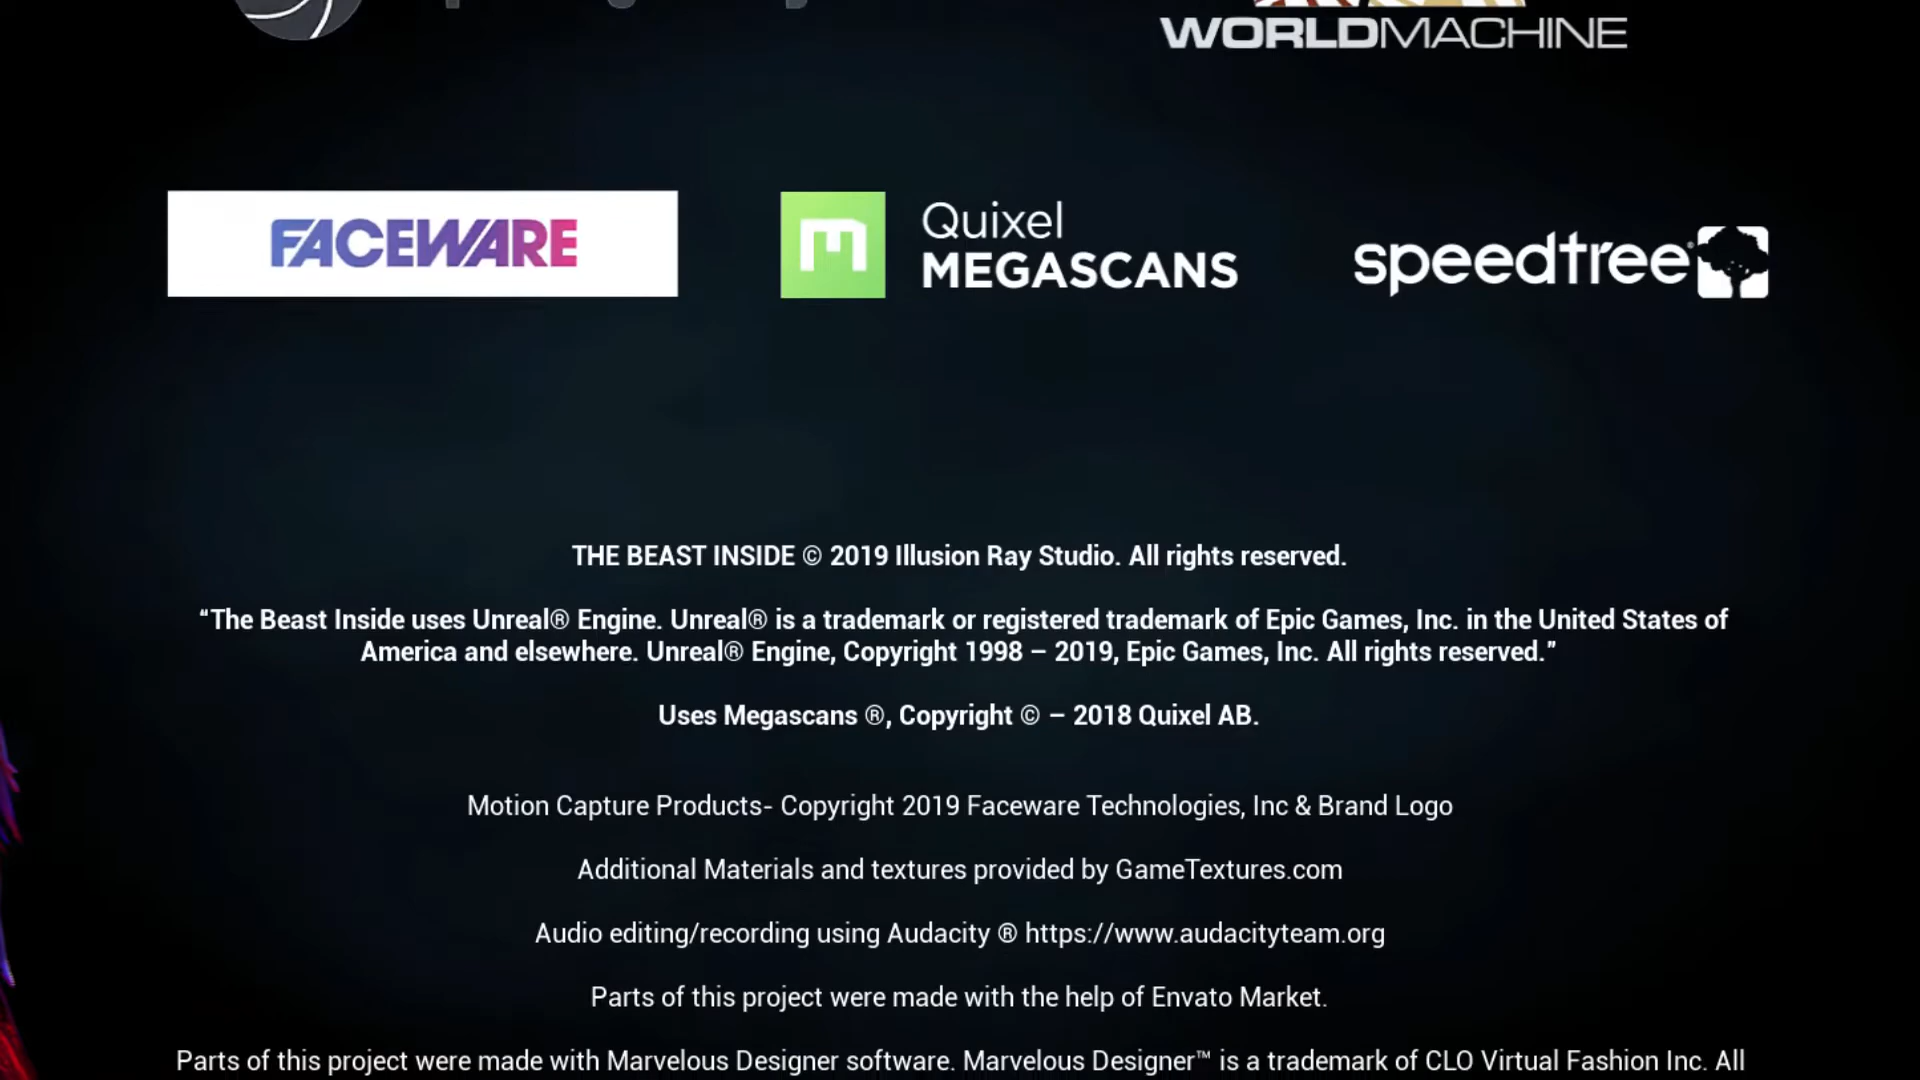 WORLDMACHINE
FACEWARE
Quixel
MEGASCANS
speedtree®
THE BEAST INSIDE © 2019 Illusion Ray Studio. All rights reserved.
“The Beast Inside uses Unreal® Engine. Unreal® is a trademark or registered trademark of Epic Games, Inc. in the United States of
America and elsewhere. Unreal® Engine, Copyright 1998 – 2019, Epic Games, Inc. All rights reserved.”
Uses Megascans ®, Copyright © – 2018 Quixel AB.
Motion Capture Products- Copyright 2019 Faceware Technologies, Inc & Brand Logo
Additional Materials and textures provided by GameTextures.com
Audio editing/recording using Audacity ® https://www.audacityteam.org
Parts of this project were made with the help of Envato Market.
Parts of this project were made with Marvelous Designer software. Marvelous Designer™ is a trademark of CLO Virtual Fashion Inc. All